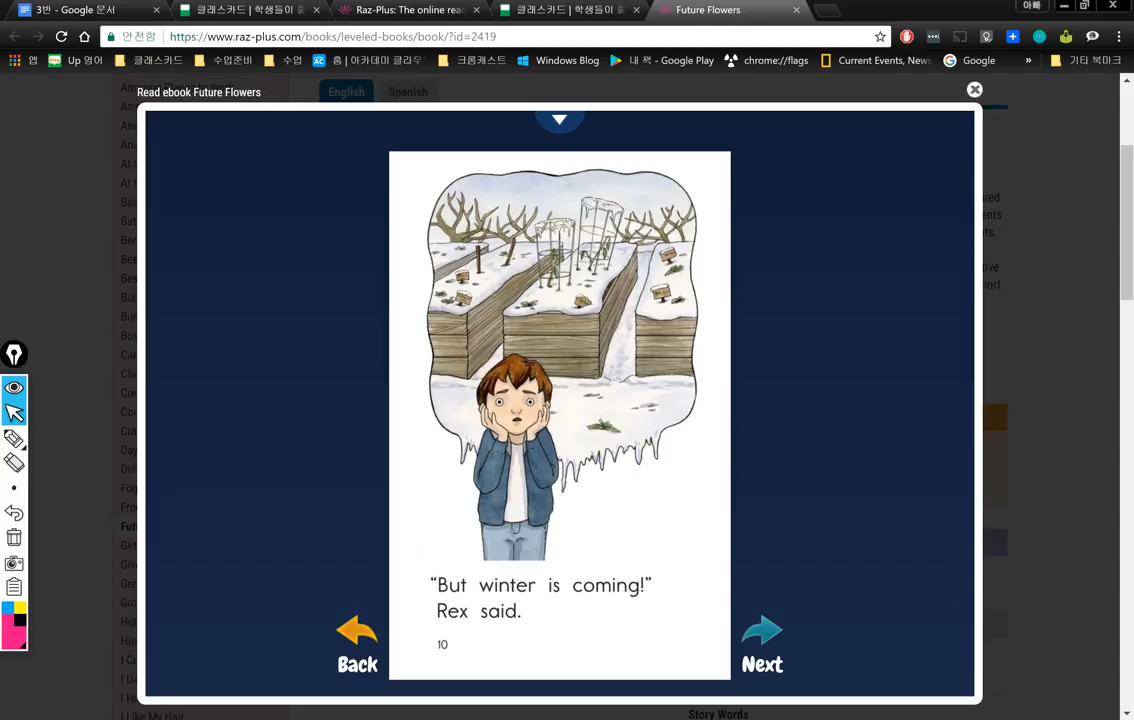 3반 - Google 문서
클래스카드 | 학생들이 줄
Raz-Plus: The online rea
클래스카드 | 학생들이 줄
Future Flowers
아빠
안전함
https://www.raz-plus.com/books/leveled-books/book/?id=2419
앱
Up 영어
클래스카드
수업준비
수업
홈 | 아카데미 클라우
크롬캐스트
Windows Blog
내 책 - Google Play
chrome://flags
Current Events, News
Google
»
기타 북마크
Read ebook Future Flowers
English
Spanish
"But winter is coming!"
Rex said.
10
Back
Next
I Like My Hair
Story Words